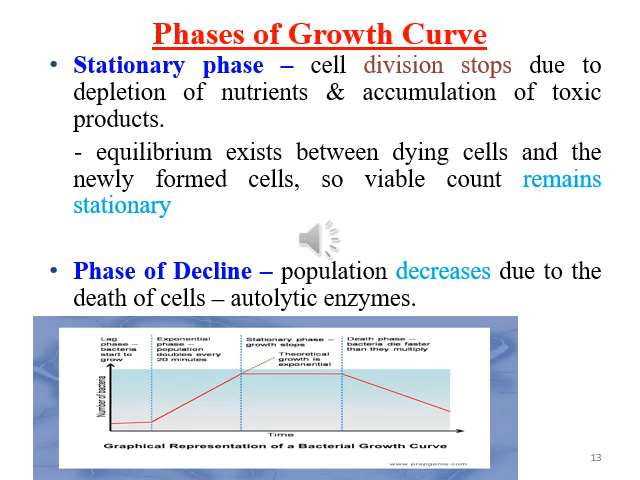 Phases of Growth Curve
• Stationary phase – cell division stops due to
depletion of nutrients & accumulation of toxic
products.
- equilibrium exists between dying cells and the
newly formed cells, so viable count remains
stationary
• Phase of Decline – population decreases due to the
death of cells – autolytic enzymes.
Lag
phase –
bacteria
start to
grow
Exponential
phase –
population
doubles every
20 minutes
Stationary phase –
growth stops
Theoretical
growth is
exponential
Death phase –
bacteria die faster
than they multiply
Number of bacteria
Time
Graphical Representation of a Bacterial Growth Curve
www.prepgenie.com
13